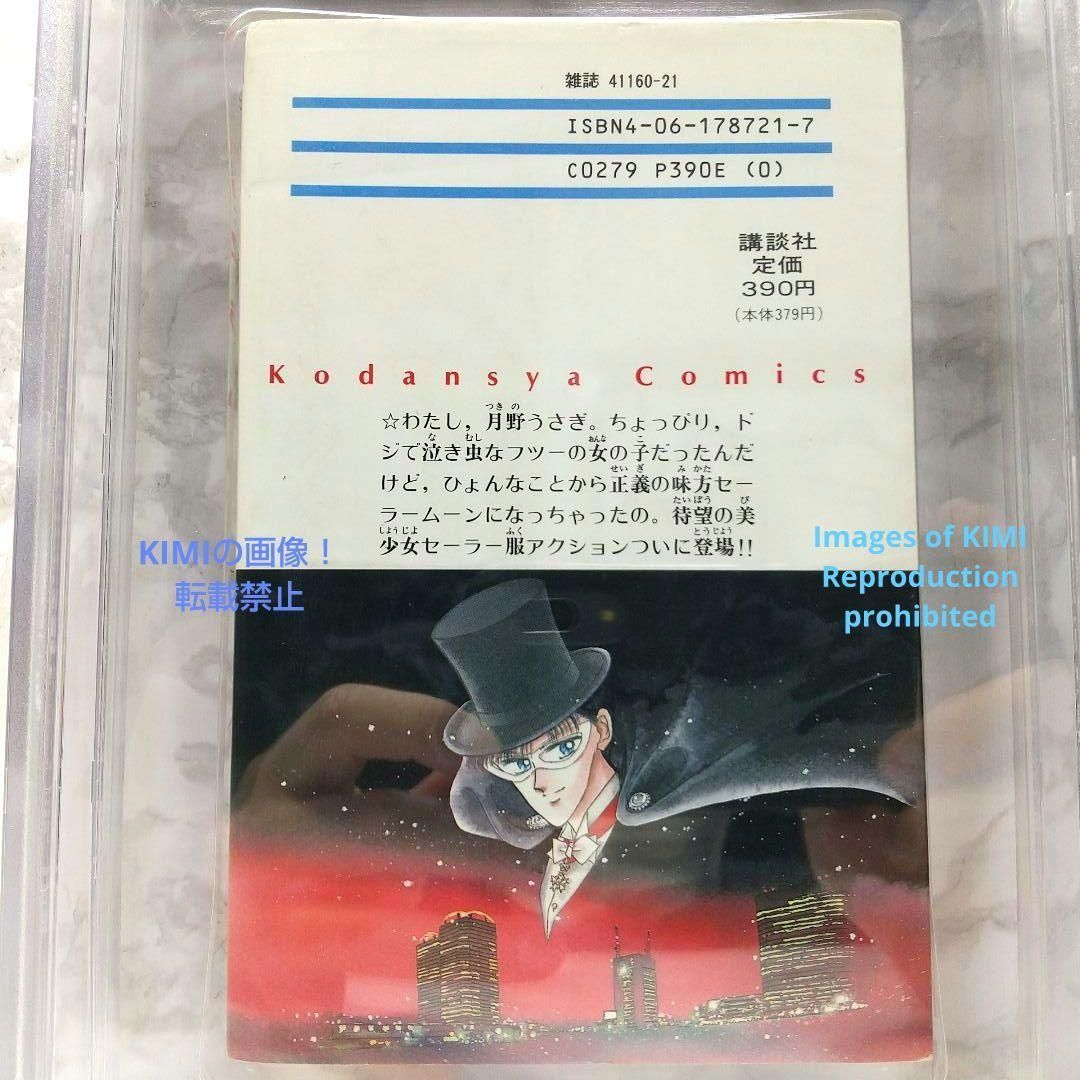 雑誌 41160-21
ISBN4-06-178721-7
C0279 P390E (0)
講談社
定価
390円
(本体379円)
Kodansya Comics
☆わたし，月野うさぎ。ちょっぴり，ド
ジで泣き虫なフツーの女の子だったんだ
けど，ひょんなことから正義の味方セー
ラームーンになっちゃったの。待望の美
少女セーラー服アクションついに登場!!
KIMIの画像！
転載禁止
Images of KIMI
Reproduction
prohibited